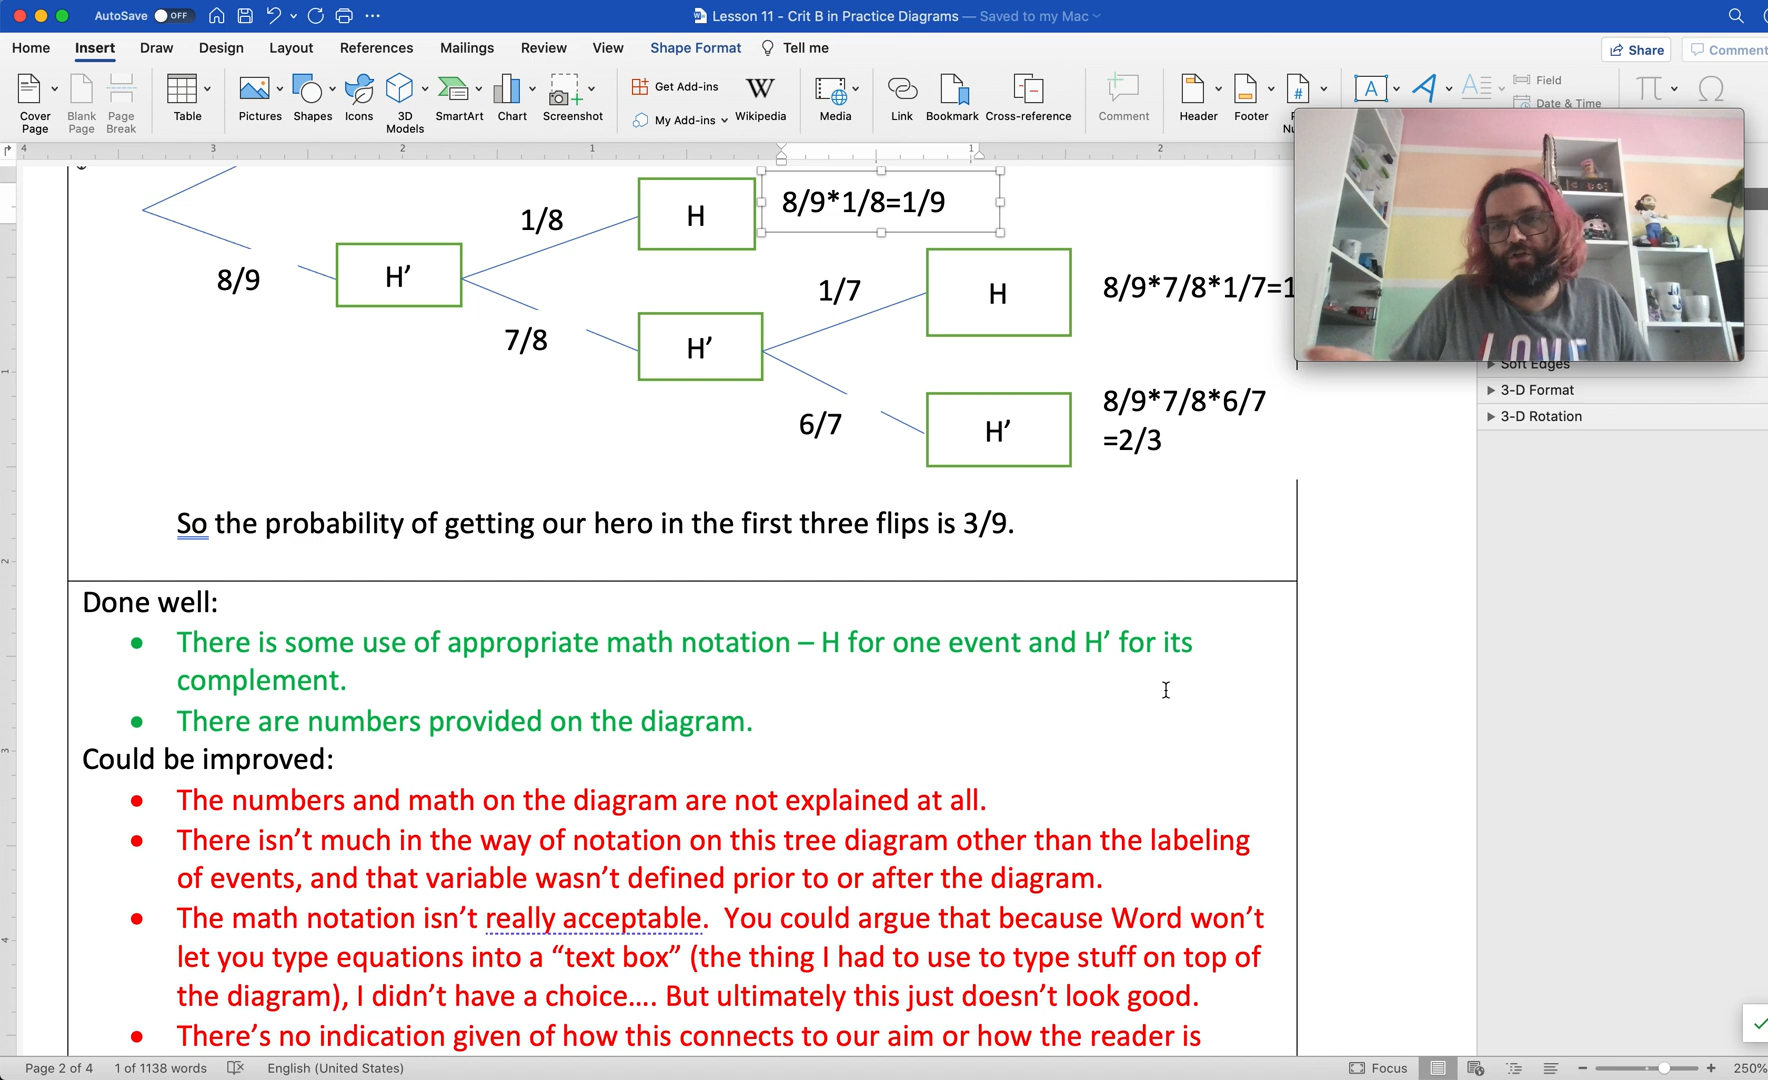 AutoSave OFF
Lesson 11 - Crit B in Practice Diagrams — Saved to my Mac
Home Insert Draw Design Layout References Mailings Review View Shape Format Tell me
Share Comment
Cover Page
Blank Page
Page Break
Table
Pictures
Shapes
Icons
3D Models
SmartArt
Chart
Screenshot
Get Add-ins
My Add-ins
Wikipedia
Media
Link
Bookmark
Cross-reference
Comment
Header
Footer
Field
Date & Time
4 3 2 1 1 2
1/8
H
8/9*1/8=1/9
8/9
H’
1/7
H
8/9*7/8*1/7=1
7/8
H’
6/7
H’
8/9*7/8*6/7
=2/3
So the probability of getting our hero in the first three flips is 3/9.
Done well:
• There is some use of appropriate math notation – H for one event and H’ for its
complement.
• There are numbers provided on the diagram.
Could be improved:
• The numbers and math on the diagram are not explained at all.
• There isn’t much in the way of notation on this tree diagram other than the labeling
of events, and that variable wasn’t defined prior to or after the diagram.
• The math notation isn’t really acceptable. You could argue that because Word won’t
let you type equations into a “text box” (the thing I had to use to type stuff on top of
the diagram), I didn’t have a choice…. But ultimately this just doesn’t look good.
• There’s no indication given of how this connects to our aim or how the reader is
Soft Edges
3-D Format
3-D Rotation
Page 2 of 4 1 of 1138 words English (United States) Focus 250%